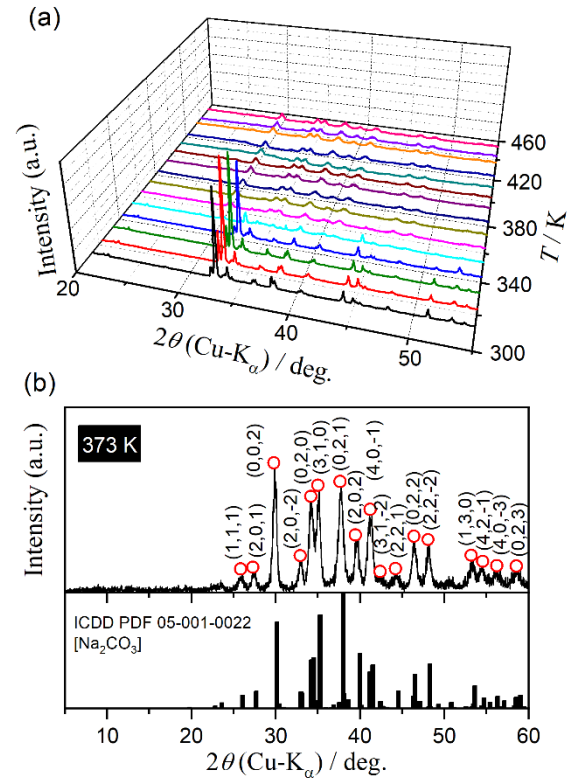 (a)
Intensity (a.u.)
20
30
40
50
2θ (Cu-Kα) / deg.
460
420
380
340
300
T / K
(b)
Intensity (a.u.)
373 K
(1,1,1)
(2,0,1)
(0,0,2)
(2,0,-2)
(0,2,0)
(3,1,0)
(0,2,1)
(2,0,2)
(4,0,-1)
(3,1,-2)
(2,2,1)
(0,2,2)
(2,2,-2)
(1,3,0)
(4,2,-1)
(4,0,-3)
(0,2,3)
ICDD PDF 05-001-0022
[Na₂CO₃]
10 20 30 40 50 60
2θ (Cu-Kα) / deg.